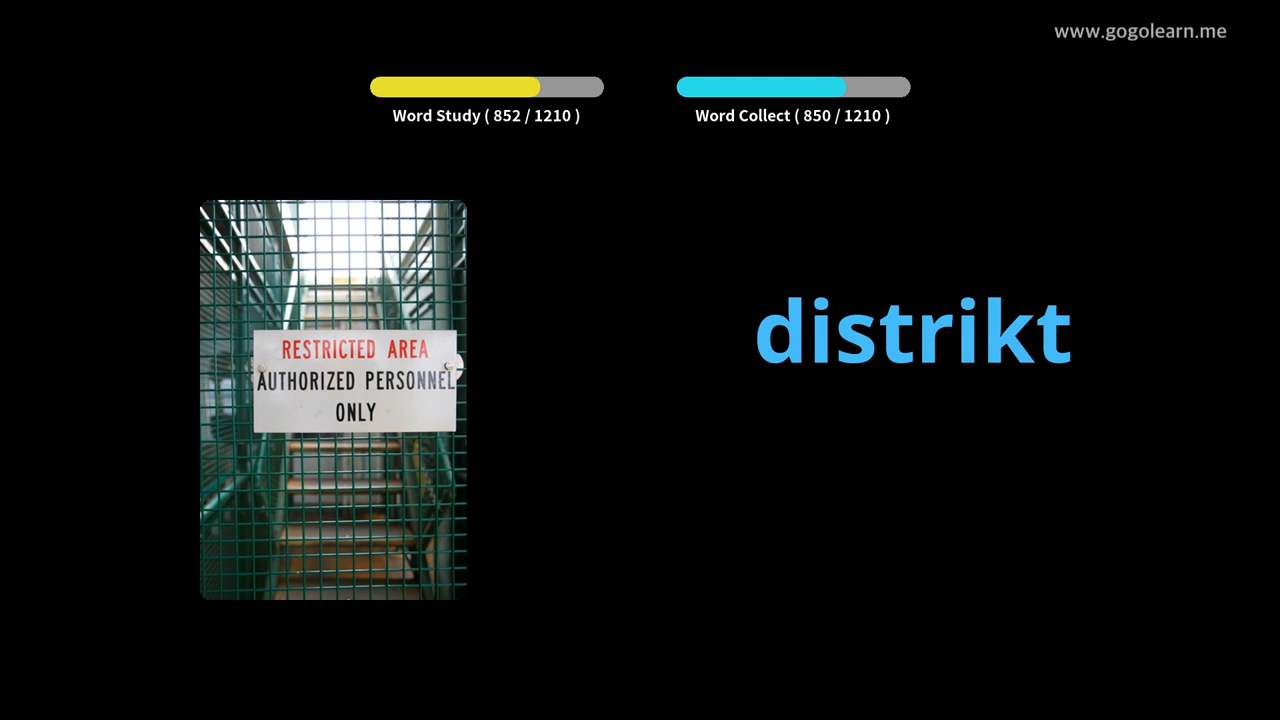 www.gogolearn.me
Word Study ( 852 / 1210 )
Word Collect ( 850 / 1210 )
RESTRICTED AREA
AUTHORIZED PERSONNEL
ONLY
distrikt